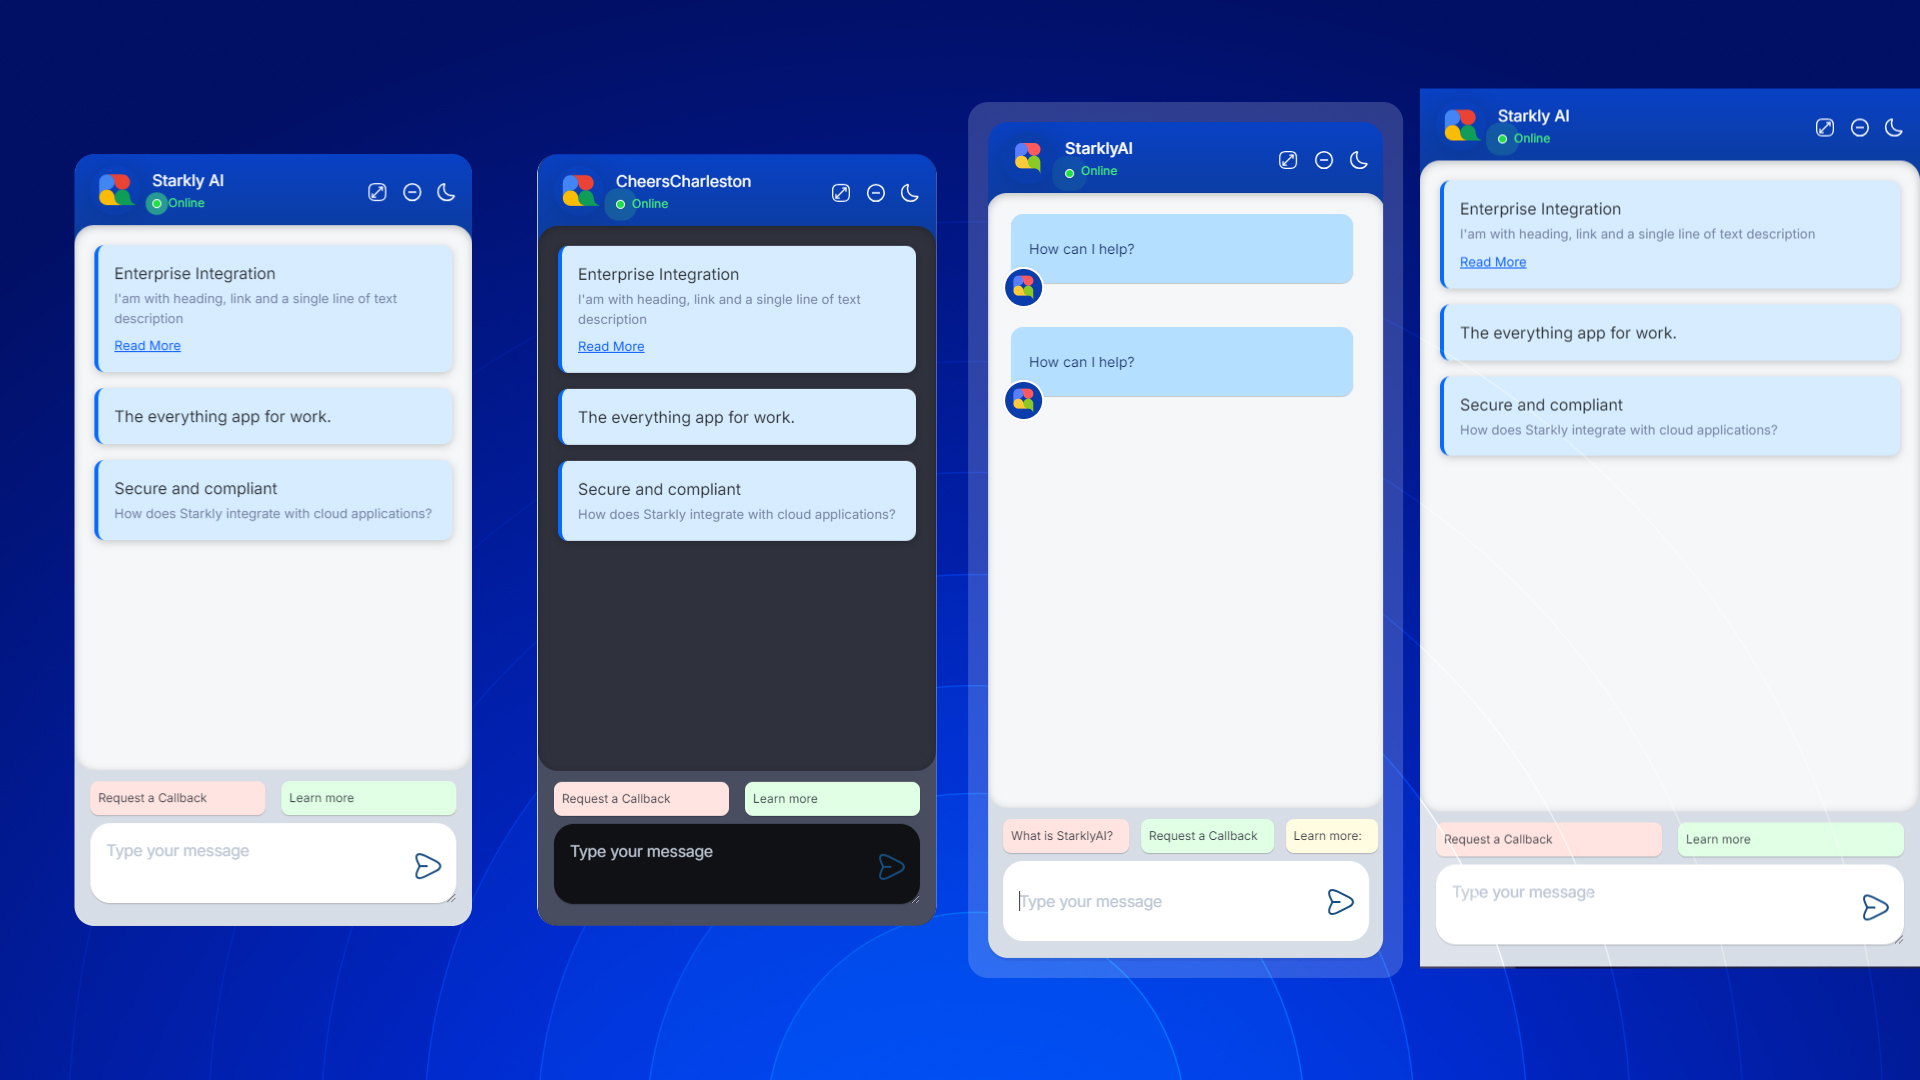 Starkly AI
Online
Enterprise Integration
I'am with heading, link and a single line of text
description
Read More
The everything app for work.
Secure and compliant
How does Starkly integrate with cloud applications?
Request a Callback
Learn more
Type your message
CheersCharleston
Online
Enterprise Integration
I'am with heading, link and a single line of text
description
Read More
The everything app for work.
Secure and compliant
How does Starkly integrate with cloud applications?
Request a Callback
Learn more
Type your message
StarklyAI
Online
How can I help?
How can I help?
What is StarklyAI?
Request a Callback
Learn more:
Type your message
Starkly AI
Online
Enterprise Integration
I'am with heading, link and a single line of text description
Read More
The everything app for work.
Secure and compliant
How does Starkly integrate with cloud applications?
Request a Callback
Learn more
Type your message